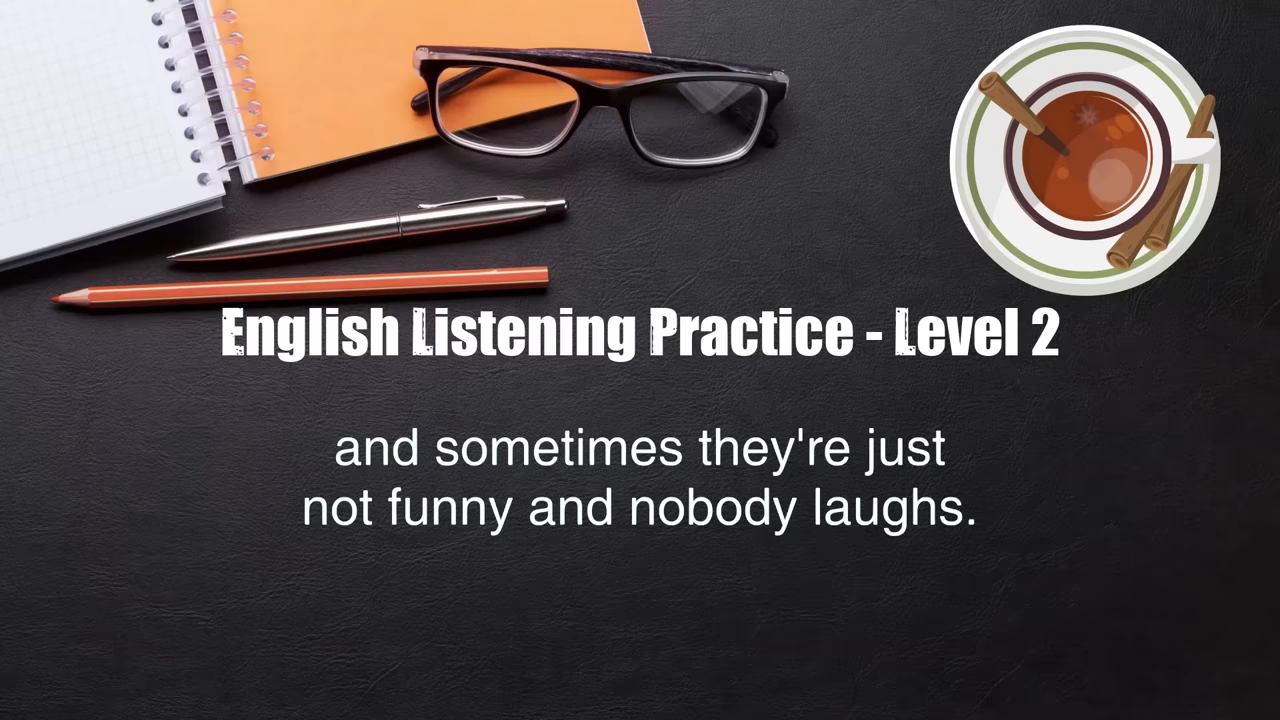 English Listening Practice - Level 2
and sometimes they're just
not funny and nobody laughs.